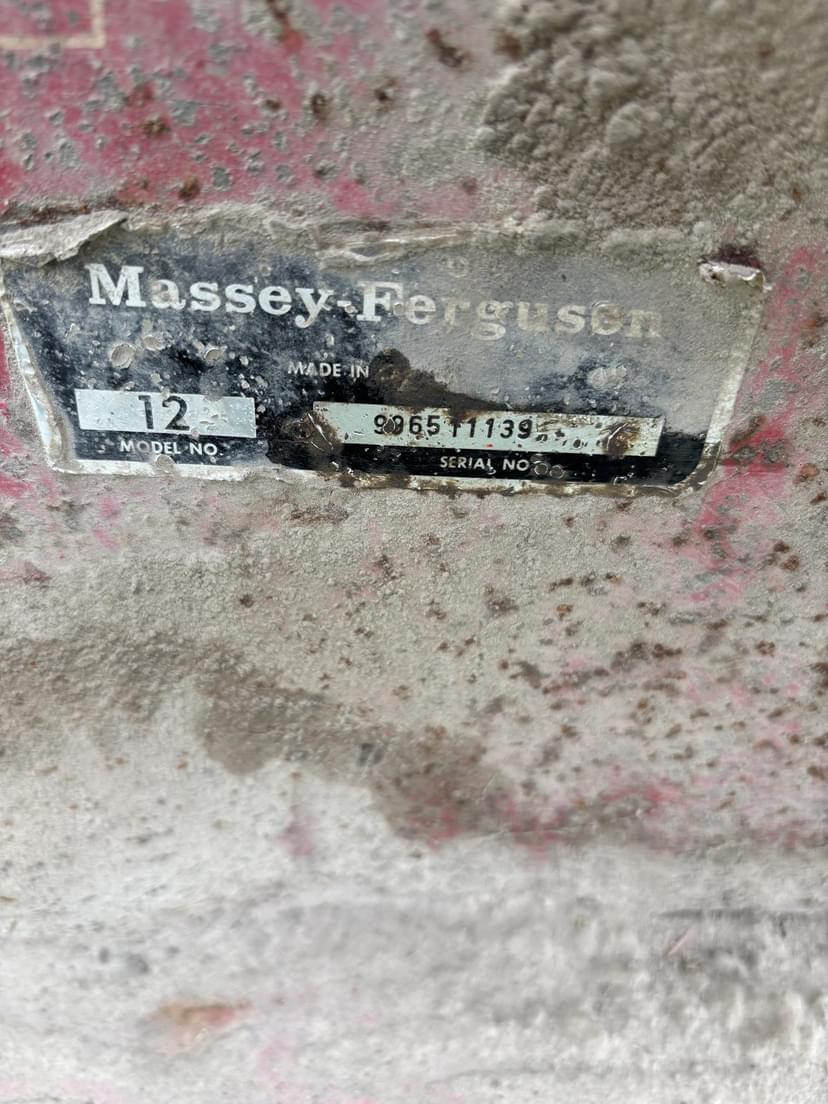 Massey-Ferguson
MADE IN
12
MODEL NO.
SERIAL NO.